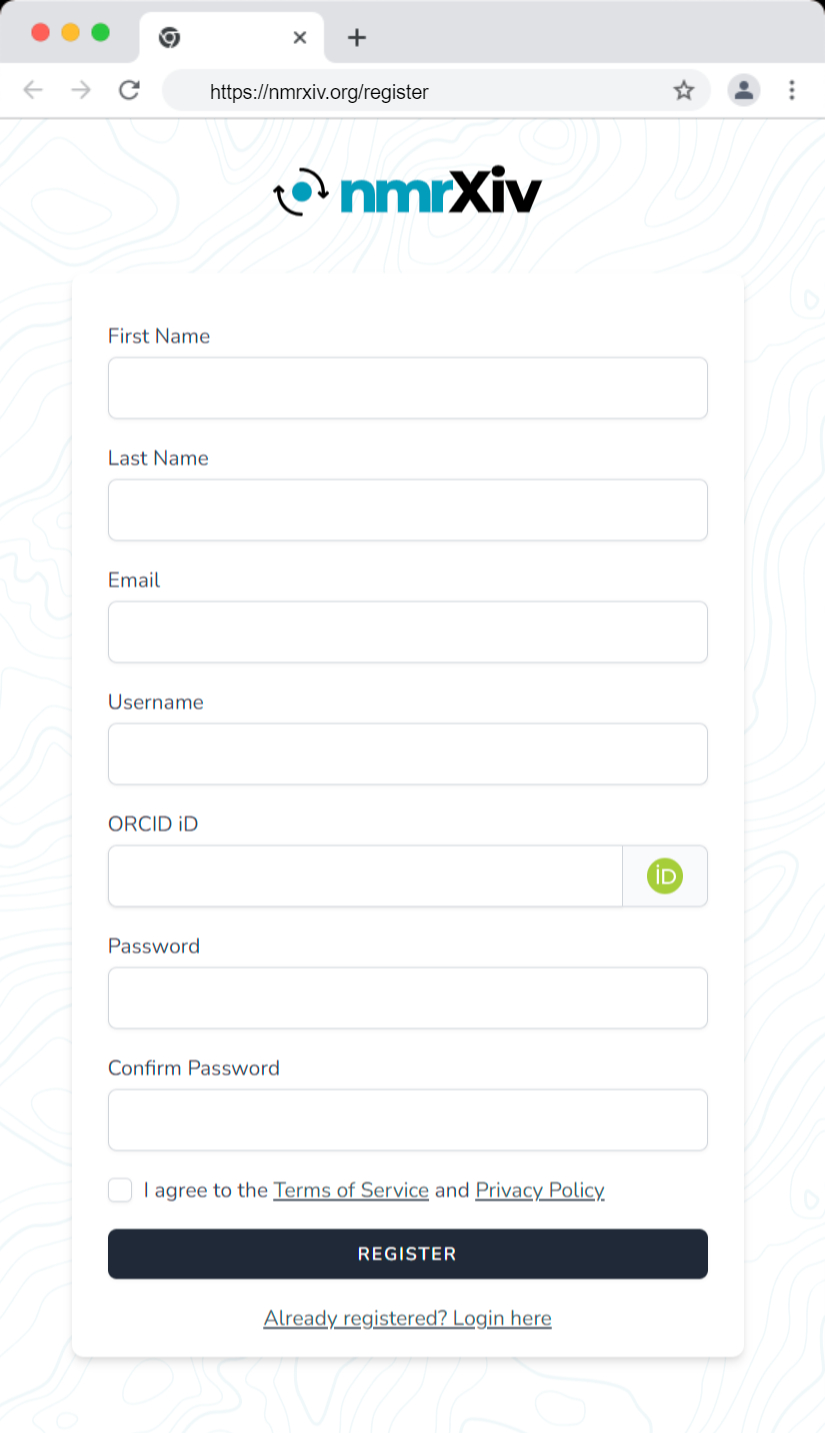 https://nmrxiv.org/register
nmrXiv
First Name
Last Name
Email
Username
ORCID iD
iD
Password
Confirm Password
I agree to the Terms of Service and Privacy Policy
REGISTER
Already registered? Login here